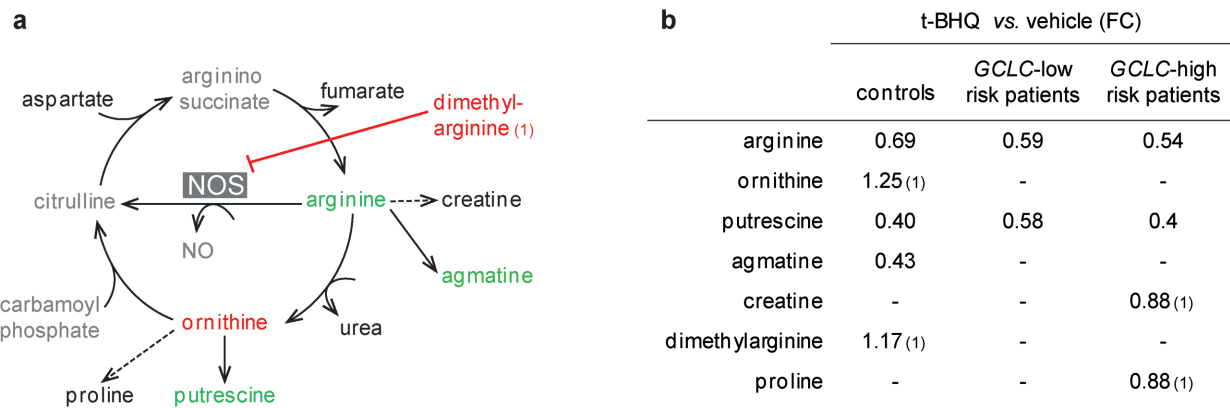 a
arginino
succinate
aspartate
fumarate
dimethyl-
arginine (1)
NOS
citrulline
arginine
creatine
NO
agmatine
carbamoyl
phosphate
ornithine
urea
proline
putrescine
b
t-BHQ vs. vehicle (FC)
controls
GCLC-low
risk patients
GCLC-high
risk patients
arginine 0.69 0.59 0.54
ornithine 1.25 (1) - -
putrescine 0.40 0.58 0.4
agmatine 0.43 - -
creatine - - 0.88 (1)
dimethylarginine 1.17 (1) - -
proline - - 0.88 (1)